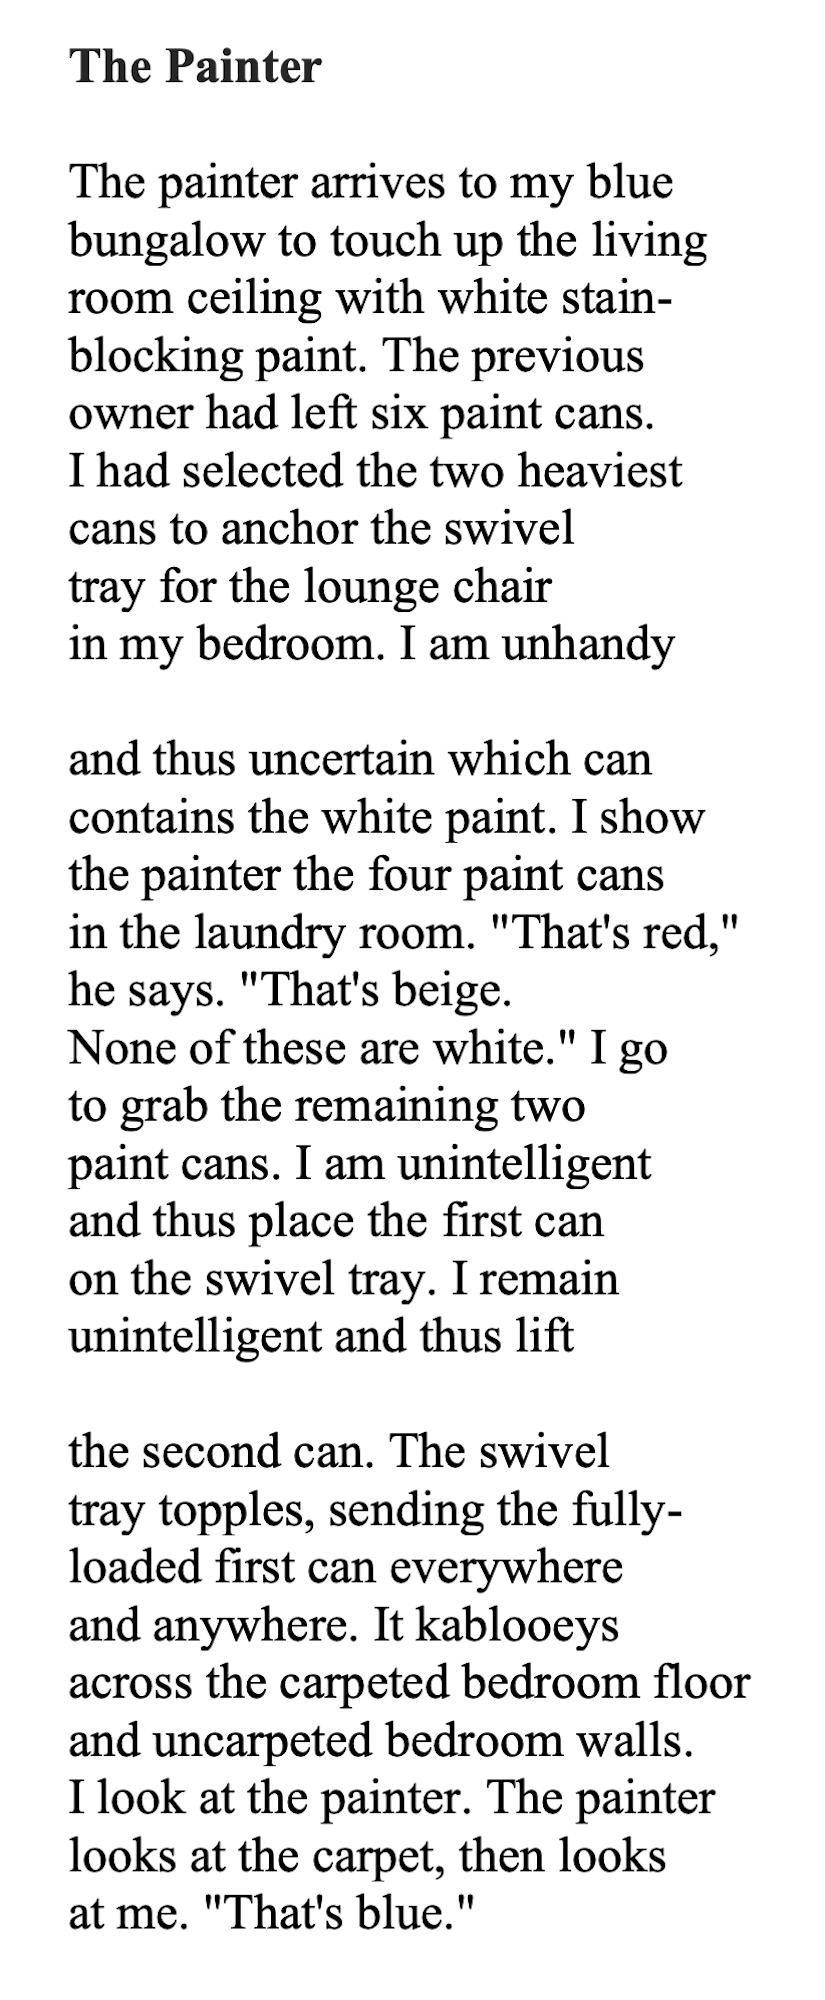 The Painter
The painter arrives to my blue
bungalow to touch up the living
room ceiling with white stain-
blocking paint. The previous
owner had left six paint cans.
I had selected the two heaviest
cans to anchor the swivel
tray for the lounge chair
in my bedroom. I am unhandy
and thus uncertain which can
contains the white paint. I show
the painter the four paint cans
in the laundry room. "That's red,"
he says. "That's beige.
None of these are white." I go
to grab the remaining two
paint cans. I am unintelligent
and thus place the first can
on the swivel tray. I remain
unintelligent and thus lift
the second can. The swivel
tray topples, sending the fully-
loaded first can everywhere
and anywhere. It kablooeys
across the carpeted bedroom floor
and uncarpeted bedroom walls.
I look at the painter. The painter
looks at the carpet, then looks
at me. "That's blue."